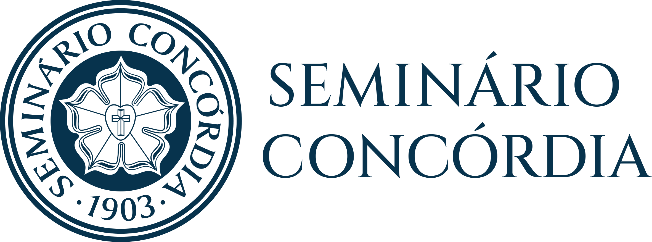 SEMINÁRIO CONCÓRDIA
· 1903 ·
SEMINÁRIO
CONCÓRDIA